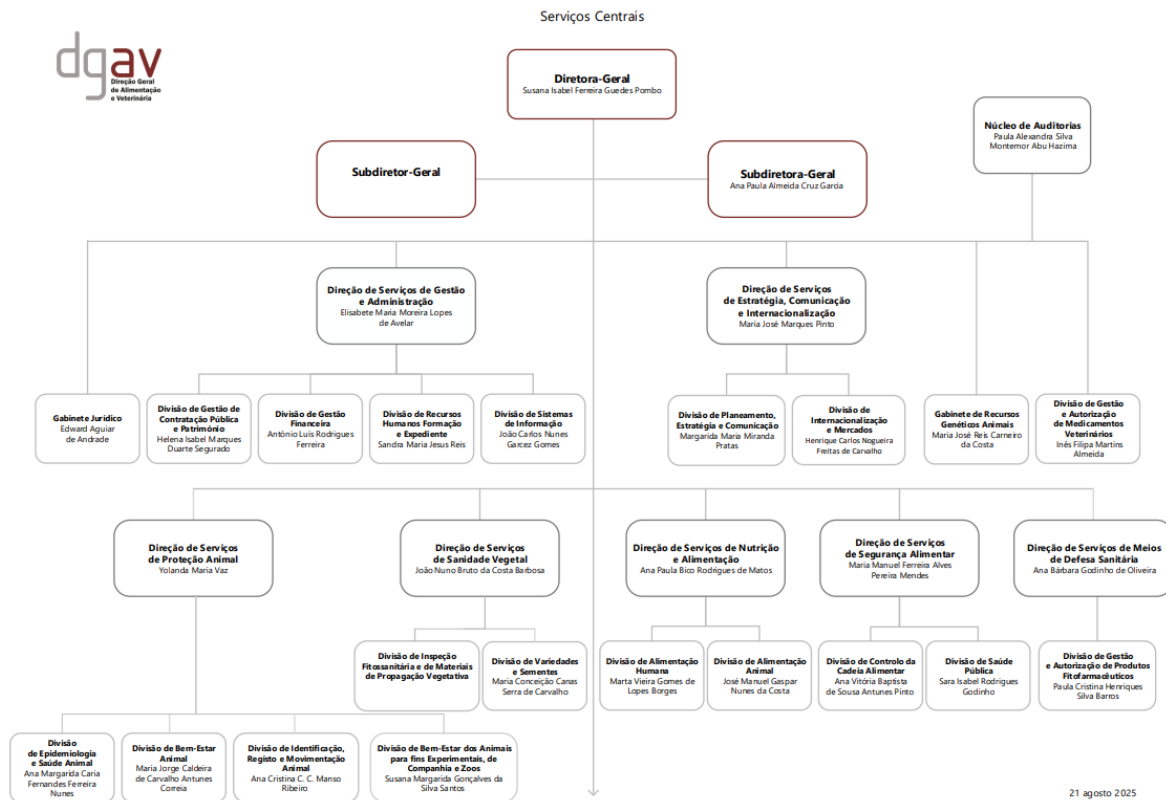 Serviços Centrais
dgav
Direção Geral
de Alimentação
e Veterinária
Diretora-Geral
Susana Isabel Ferreira Guedes Pombo
Núcleo de Auditorias
Paula Alexandra Silva
Montemor Abu Hazima
Subdiretor-Geral
Subdiretora-Geral
Ana Paula Almeida Cruz Garcia
Direção de Serviços de Gestão
e Administração
Elisabete Maria Moreira Lopes
de Avelar
Direção de Serviços
de Estratégia, Comunicação
e Internacionalização
Maria José Marques Pinto
Gabinete Jurídico
Edward Aguiar
de Andrade
Divisão de Gestão de
Contratação Pública
e Património
Helena Isabel Marques
Duarte Segurado
Divisão de Gestão
Financeira
António Luís Rodrigues
Ferreira
Divisão de Recursos
Humanos Formação
e Expediente
Sandra Maria Jesus Reis
Divisão de Sistemas
de Informação
João Carlos Nunes
Garcez Gomes
Divisão de Planeamento,
Estratégia e Comunicação
Margarida Maria Miranda
Pratas
Divisão de
Internacionalização
e Mercados
Henrique Carlos Nogueira
Freitas de Carvalho
Gabinete de Recursos
Genéticos Animais
Maria José Reis Carneiro
da Costa
Divisão de Gestão
e Autorização
de Medicamentos
Veterinários
Inês Filipa Martins
Almeida
Direção de Serviços
de Proteção Animal
Yolanda Maria Vaz
Direção de Serviços
de Sanidade Vegetal
João Nuno Bruto da Costa Barbosa
Direção de Serviços de Nutrição
e Alimentação
Ana Paula Bico Rodrigues de Matos
Direção de Serviços
de Segurança Alimentar
Maria Manuel Ferreira Alves
Pereira Mendes
Direção de Serviços de Meios
de Defesa Sanitária
Ana Bárbara Godinho de Oliveira
Divisão de Inspeção
Fitossanitária e de Materiais
de Propagação Vegetativa
Divisão de Variedades
e Sementes
Maria Conceição Canas
Serra de Carvalho
Divisão de Alimentação
Humana
Marta Vieira Gomes de
Lopes Borges
Divisão de Alimentação
Animal
José Manuel Gaspar
Nunes da Costa
Divisão de Controlo da
Cadeia Alimentar
Ana Vitória Baptista
de Sousa Antunes Pinto
Divisão de Saúde
Pública
Sara Isabel Rodrigues
Godinho
Divisão de Gestão
e Autorização de Produtos
Fitofarmacêuticos
Paula Cristina Henriques
Silva Barros
Divisão
de Epidemiologia
e Saúde Animal
Ana Margarida Caria
Fernandes Ferreira
Nunes
Divisão de Bem-Estar
Animal
Maria Jorge Caldeira
de Carvalho Antunes
Correia
Divisão de Identificação,
Registo e Movimentação
Animal
Ana Cristina C. C. Manso
Ribeiro
Divisão de Bem-Estar dos Animais
para fins Experimentais, de
Companhia e Zoos
Susana Margarida Gonçalves da
Silva Santos
21 agosto 2025